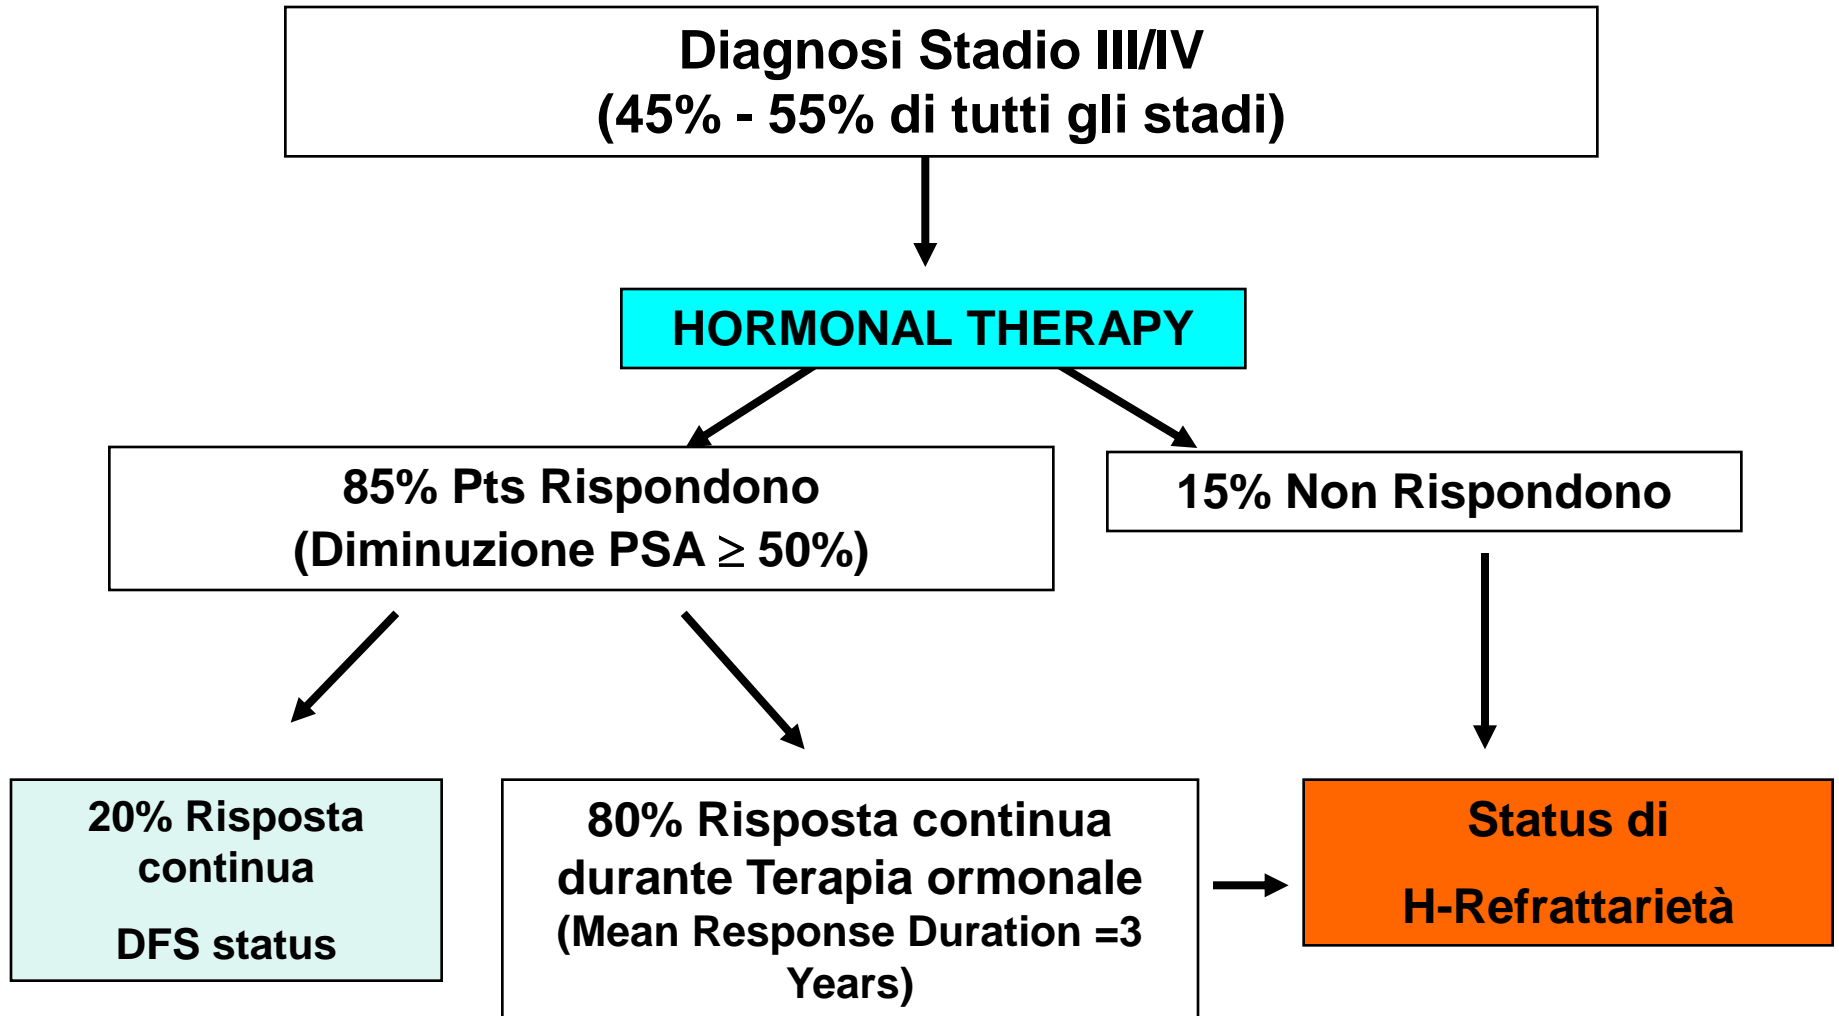 Diagnosi Stadio III/IV
(45% - 55% di tutti gli stadi)
HORMONAL THERAPY
85% Pts Rispondono
(Diminuzione PSA ≥ 50%)
15% Non Rispondono
20% Risposta
continua
DFS status
80% Risposta continua
durante Terapia ormonale
(Mean Response Duration =3
Years)
Status di
H-Refrattarietà